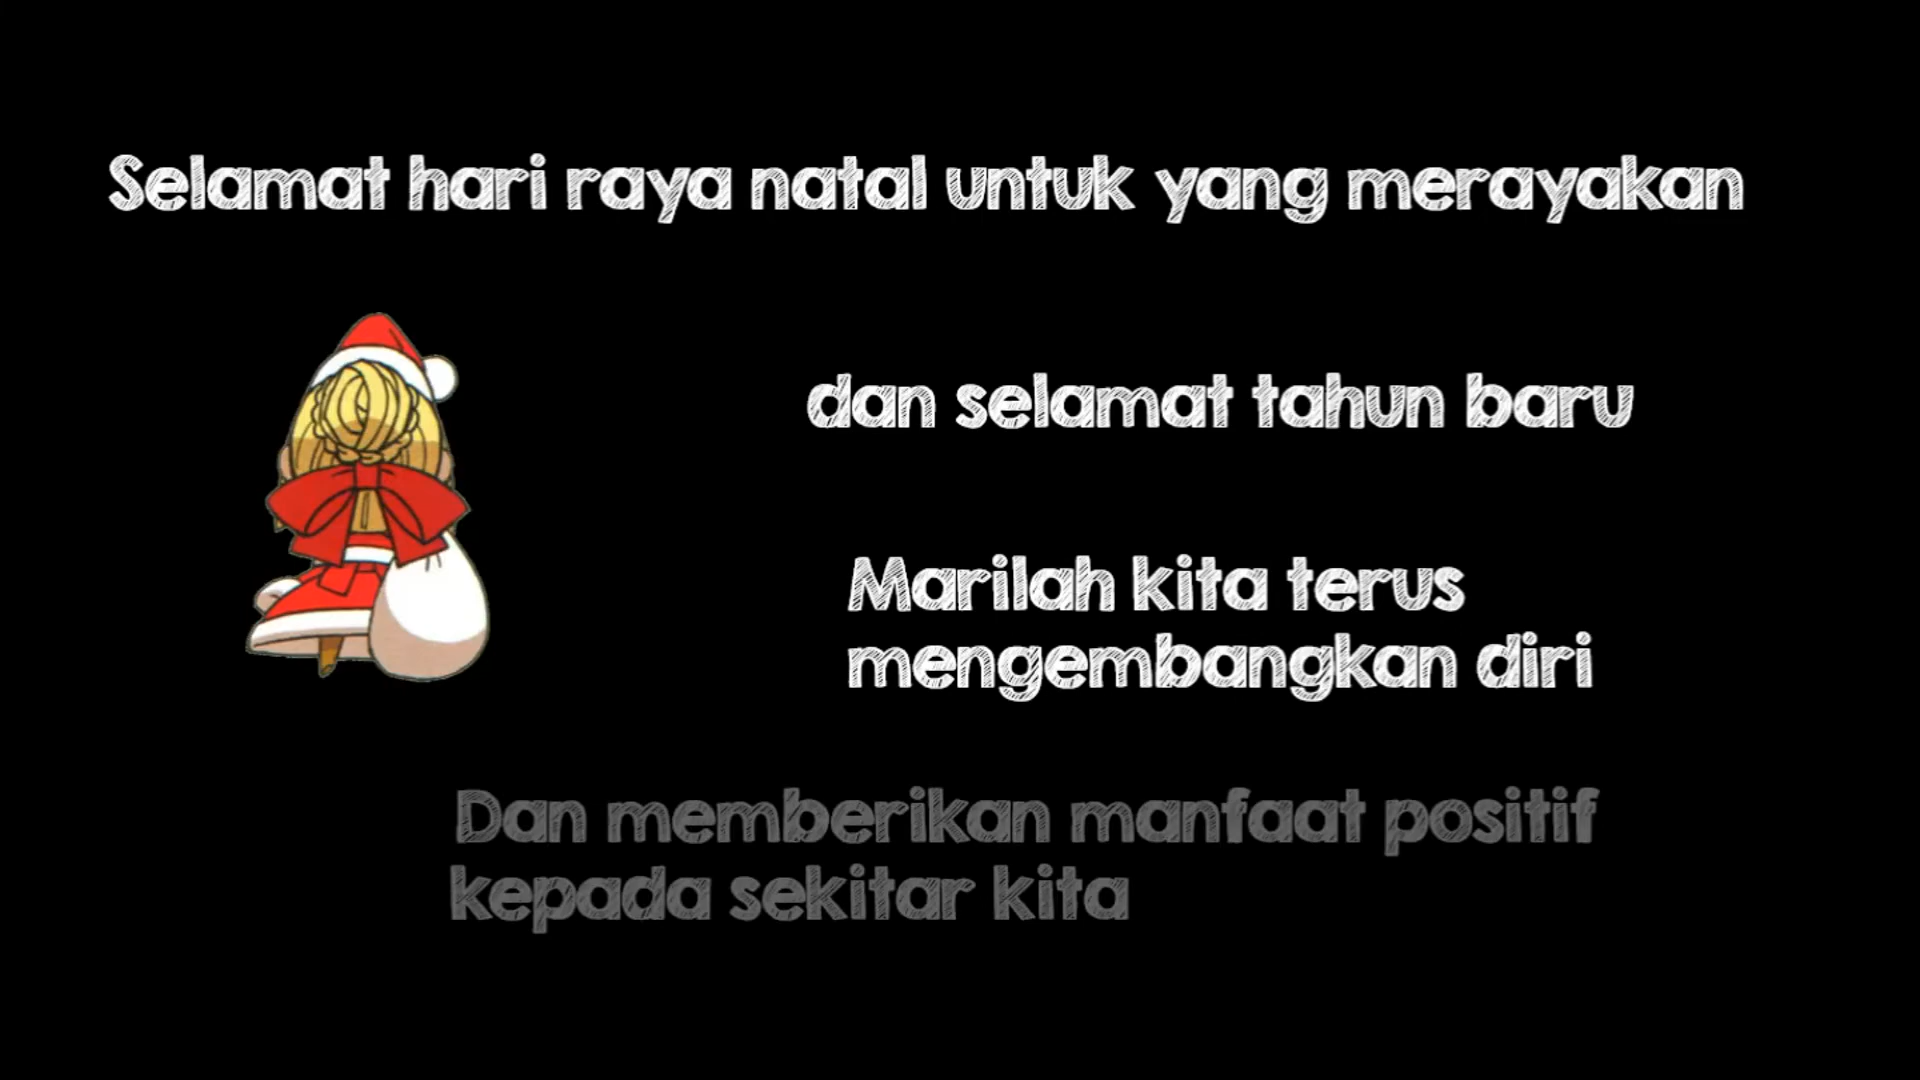 Selamat hari raya natal untuk yang merayakan
dan selamat tahun baru
Marilah kita terus
mengembangkan diri
Dan memberikan manfaat positif
kepada sekitar kita